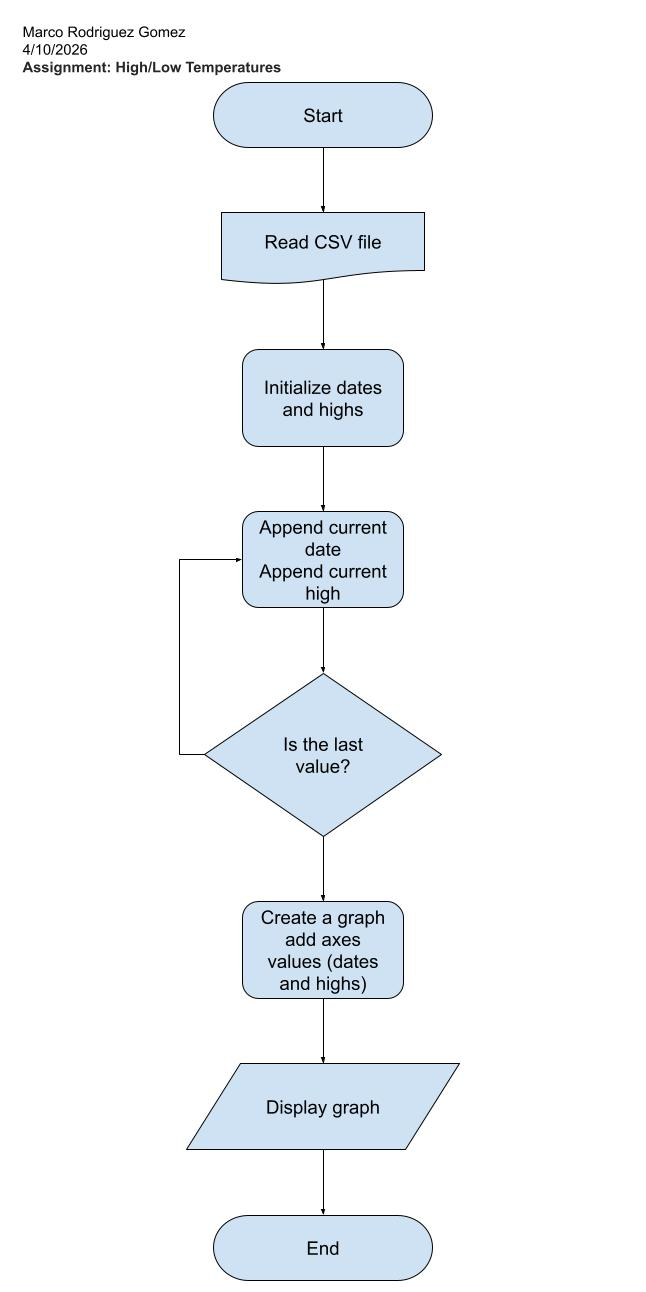 Marco Rodriguez Gomez
4/10/2026
Assignment: High/Low Temperatures
Start
Read CSV file
Initialize dates
and highs
Append current
date
Append current
high
Is the last
value?
Create a graph
add axes
values (dates
and highs)
Display graph
End